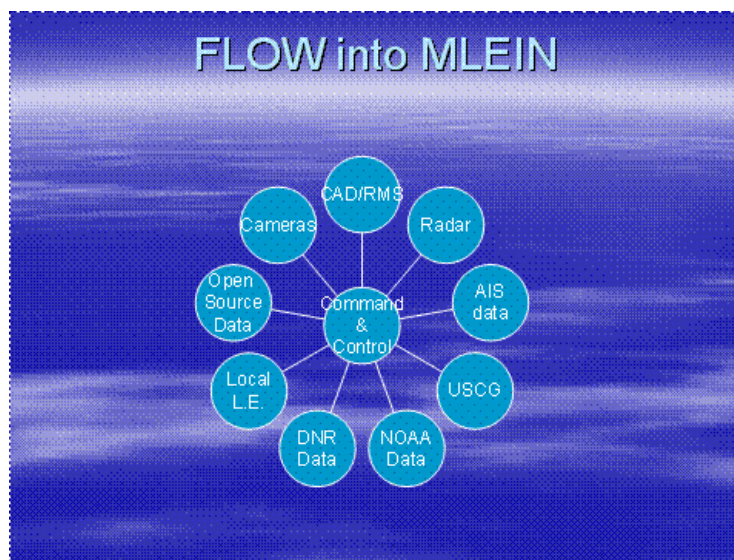 FLOW into MLEIN
CAD/RMS
Cameras
Radar
Open
Source
Data
Command
&
Control
AIS
data
Local
L.E.
USCG
DNR
Data
NOAA
Data